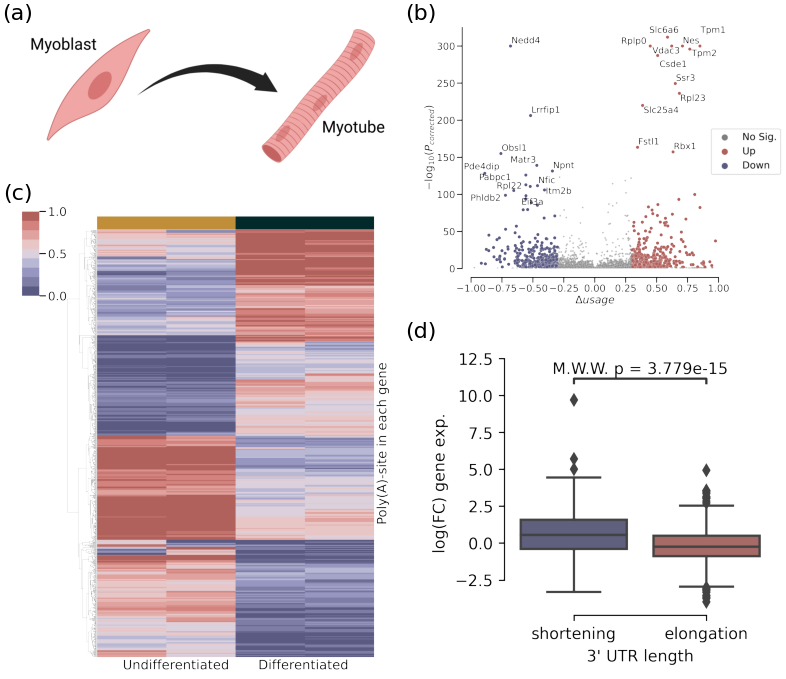 (a)
Myoblast
Myotube
(b)
300
250
200
150
100
50
0
−log₁₀(P_corrected)
−1.00 −0.75 −0.50 −0.25 0.00 0.25 0.50 0.75 1.00
Δusage
Nedd4
Slc6a6
Tpm1
Rplp0
Nes
Vdac3
Tpm2
Csde1
Ssr3
Rpl23
Slc25a4
Lrrfip1
Fstl1
Rbx1
Obsl1
Matr3
Npnt
Pde4dip
Pabpc1
Nfic
Rpl22
Itm2b
Phldb2
No Sig.
Up
Down
(c)
1.0
0.5
0.0
Poly(A)-site in each gene
Undifferentiated Differentiated
(d)
12.5
10.0
7.5
5.0
2.5
0.0
−2.5
log(FC) gene exp.
M.W.W. p = 3.779e-15
shortening elongation
3' UTR length